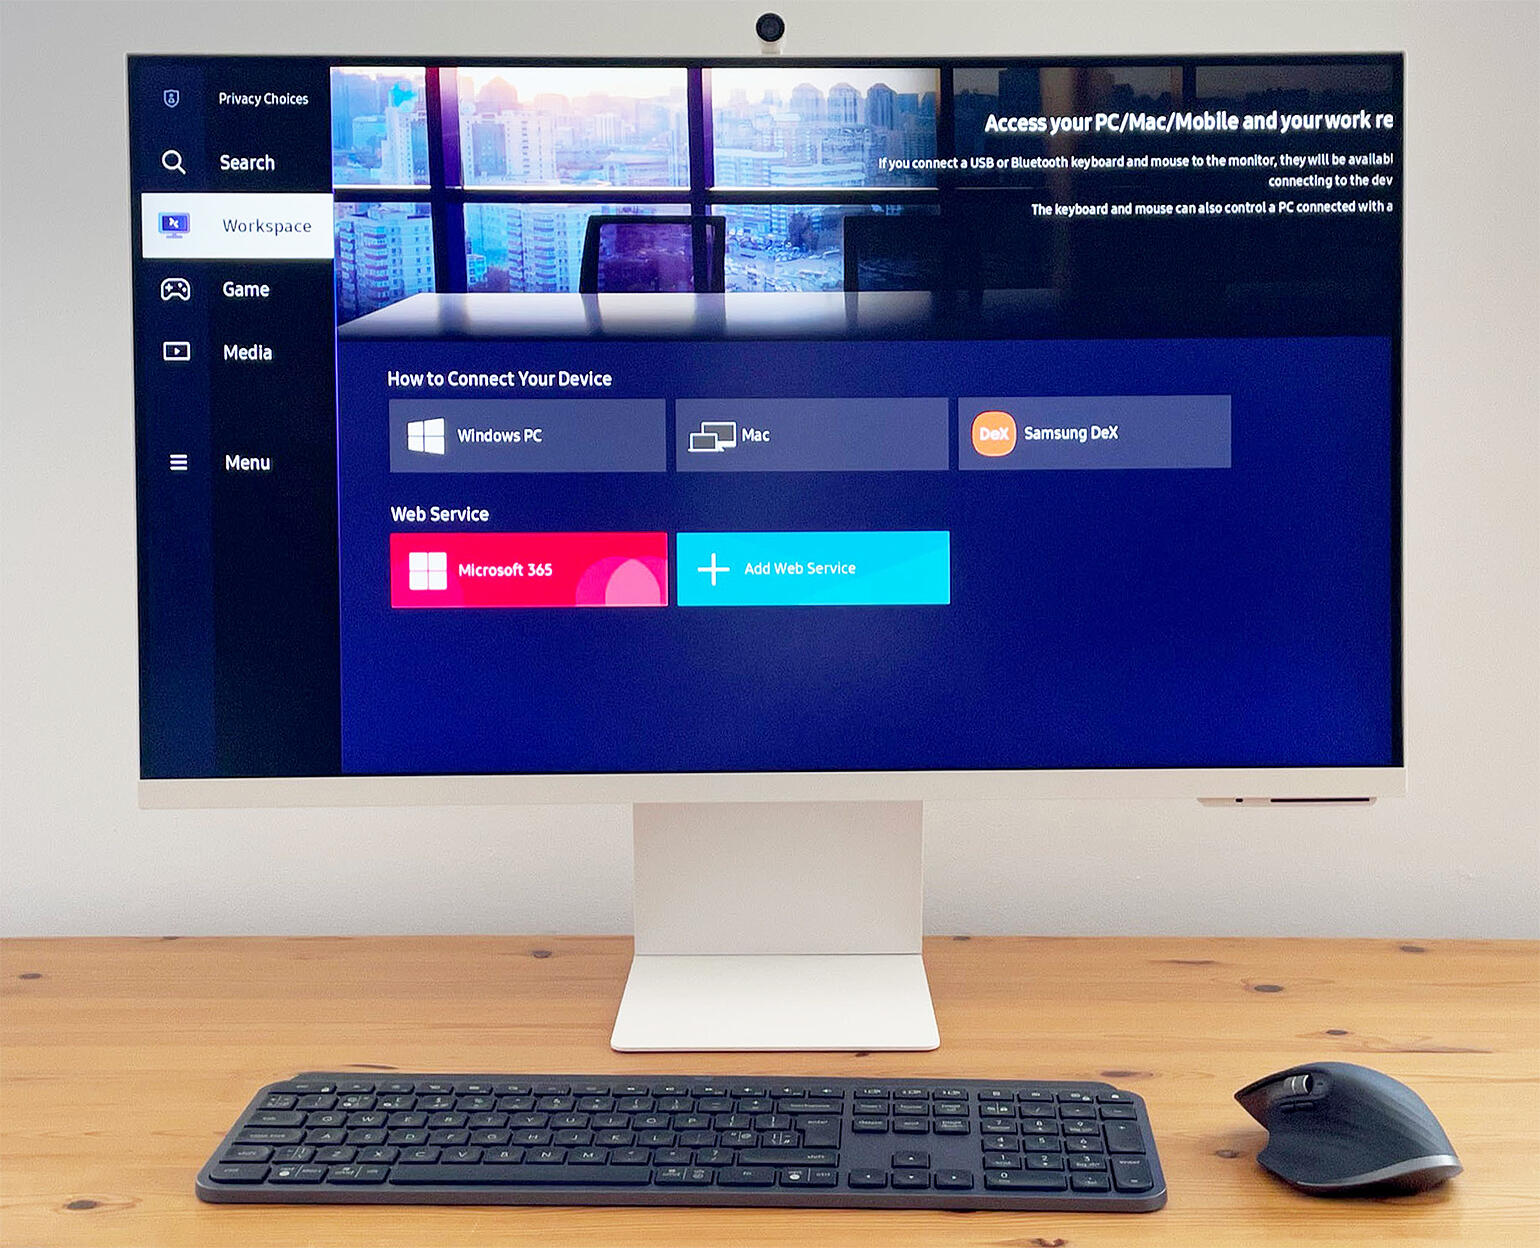 Privacy Choices
Search
Workspace
Game
Media
Menu
Access your PC/Mac/Mobile and your work re
If you connect a USB or Bluetooth keyboard and mouse to the monitor, they will be availabl
connecting to the dev
The keyboard and mouse can also control a PC connected with a
How to Connect Your Device
Windows PC
Mac
DeX Samsung DeX
Web Service
Microsoft 365
Add Web Service